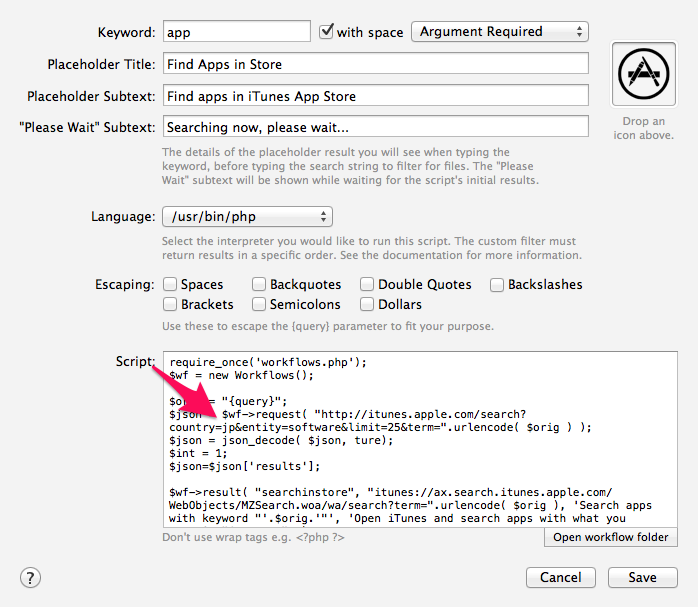 Keyword: app with space Argument Required
Placeholder Title: Find Apps in Store
Placeholder Subtext: Find apps in iTunes App Store
"Please Wait" Subtext: Searching now, please wait...
Drop an
icon above.
The details of the placeholder result you will see when typing the
keyword, before typing the search string to filter for files. The "Please
Wait" subtext will be shown while waiting for the script's initial results.
Language: /usr/bin/php
Select the interpreter you would like to run this script. The custom filter must
return results in a specific order. See the documentation for more information.
Escaping: Spaces Backquotes Double Quotes Backslashes
Brackets Semicolons Dollars
Use these to escape the {query} parameter to fit your purpose.
Script: require_once('workflows.php');
$wf = new Workflows();
= "{query}";
$json $wf->request( "http://itunes.apple.com/search?
country=jp&entity=software&limit=25&term=".urlencode( $orig ) );
$json = json_decode( $json, ture);
$int = 1;
$json=$json['results'];
$wf->result( "searchinstore", "itunes://ax.search.itunes.apple.com/
WebObjects/MZSearch.woa/wa/search?term=".urlencode( $orig ), 'Search apps
with keyword "'.$orig.'"', 'Open iTunes and search apps with what you
Don't use wrap tags e.g. <?php ?>
Open workflow folder
? Cancel Save